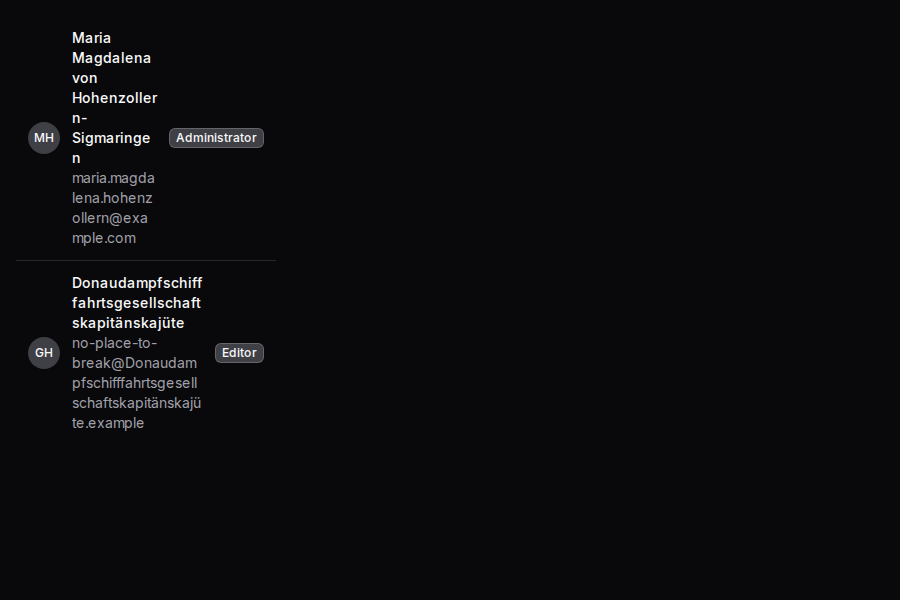 Maria
Magdalena
von
Hohenzoller
n-
Sigmaringe
n
MH
Administrator
maria.magda
lena.hohenz
ollern@exa
mple.com
Donaudampfschiff
fahrtsgesellschaft
skapitänskajüte
GH
no-place-to-
break@Donaudam
pfschifffahrtsgesell
schaftskapitänskajü
te.example
Editor